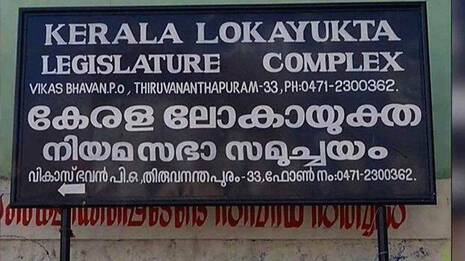 KERALA LOKAYUKTA
LEGISLATURE COMPLEX
VIKAS BHAVAN.P.O, THIRUVANANTHAPURAM-33, PH:0471-2300362.
കേരള ലോകായുക്ത
നിയമസഭാ സമുച്ചയം
വികാസ് ഭവൻ പി.ഒ, തിരുവനന്തപുരം-33, ഫോൺ നം:0471-2300362.